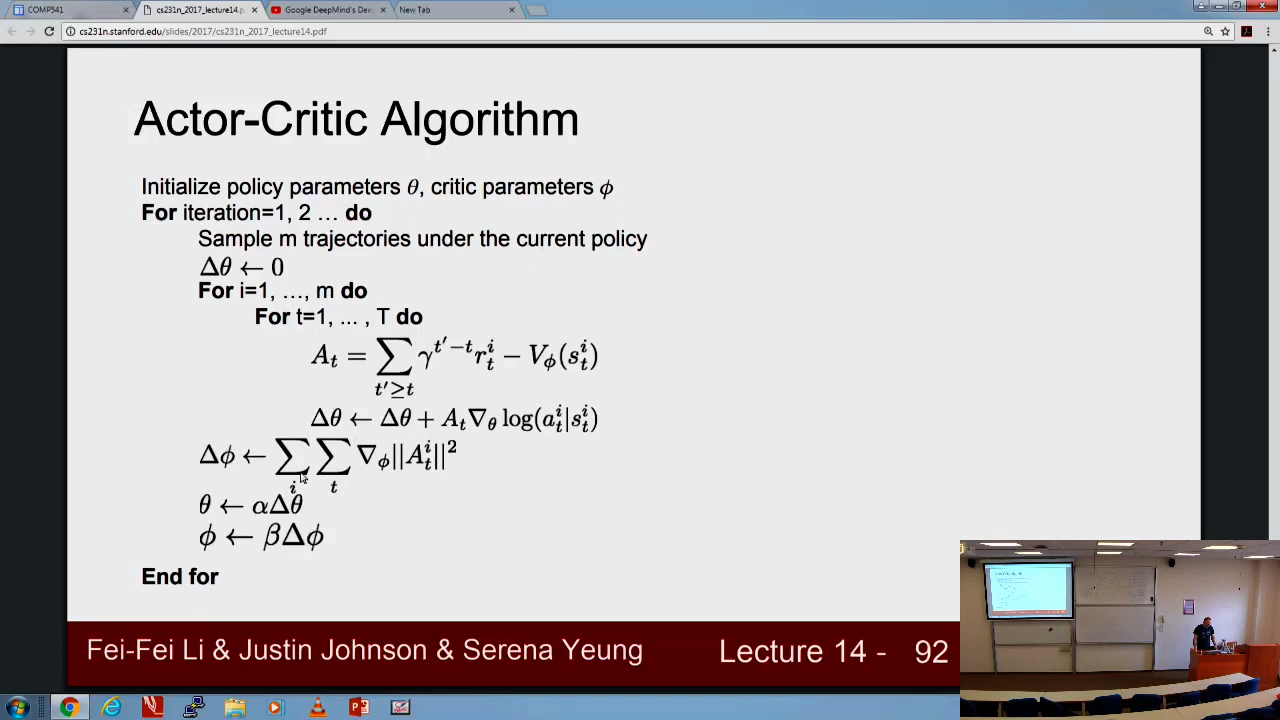 COMP541
cs231n_2017_lecture14.p
Google DeepMind's Dee
New Tab
cs231n.stanford.edu/slides/2017/cs231n_2017_lecture14.pdf
Actor-Critic Algorithm
Initialize policy parameters θ, critic parameters ϕ
For iteration=1, 2 … do
Sample m trajectories under the current policy
Δθ ← 0
For i=1, …, m do
For t=1, ... , T do
A_t = ∑_{t'≥t} γ^{t'−t} r_t^i − V_ϕ(s_t^i)
Δθ ← Δθ + A_t ∇_θ log(a_t^i|s_t^i)
Δϕ ← ∑_i ∑_t ∇_ϕ ||A_t^i||^2
θ ← αΔθ
ϕ ← βΔϕ
End for
Fei-Fei Li & Justin Johnson & Serena Yeung
Lecture 14 - 92